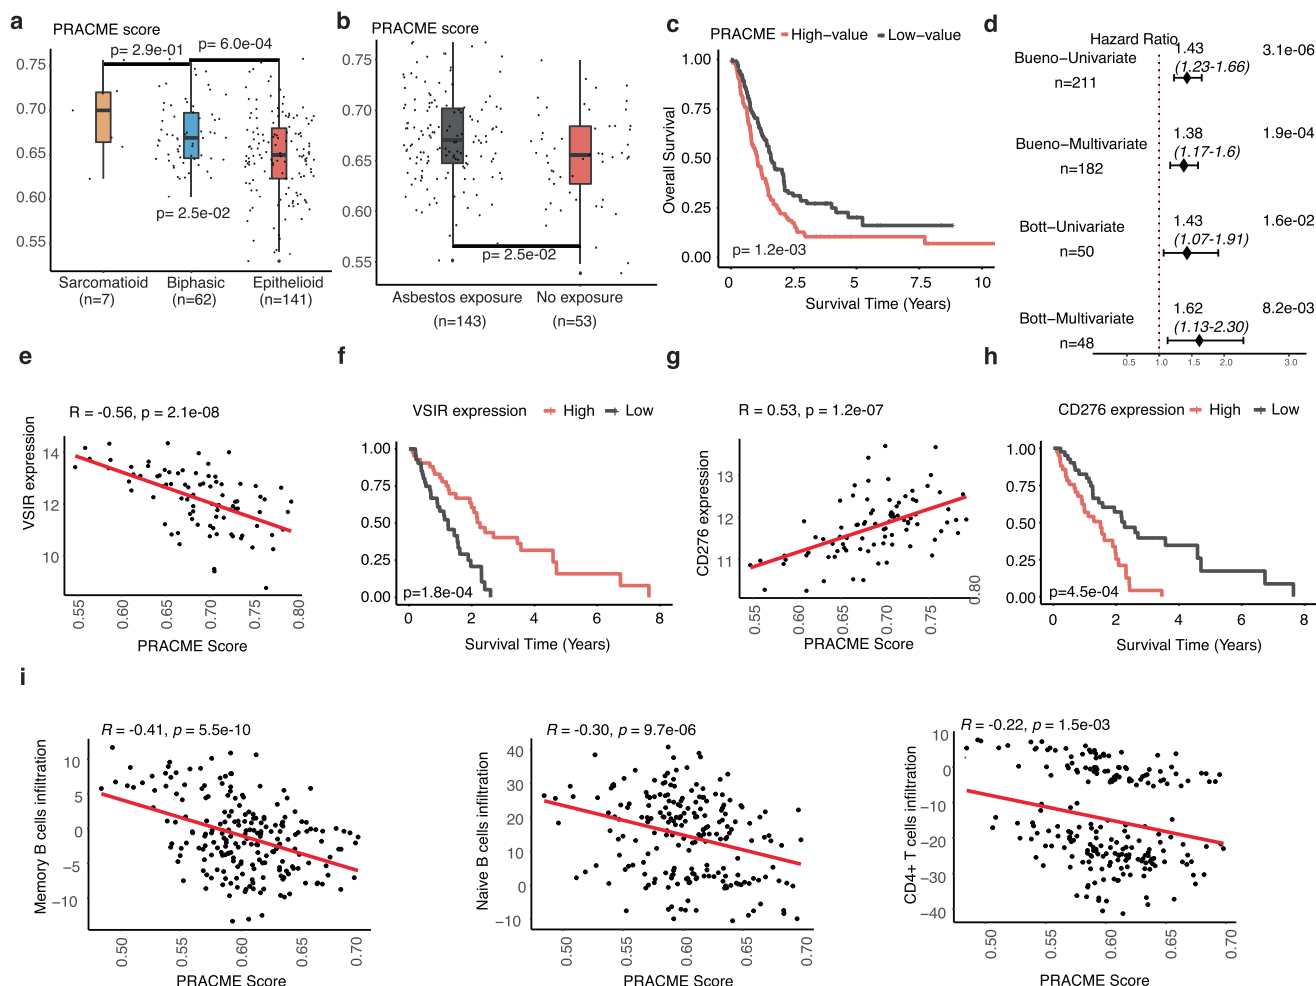 a
PRACME score
p= 2.9e-01
p= 6.0e-04
0.75
0.70
0.65
0.60
0.55
p= 2.5e-02
Sarcomatioid
(n=7)
Biphasic
(n=62)
Epithelioid
(n=141)
b
PRACME score
0.75
0.70
0.65
0.60
0.55
p= 2.5e-02
Asbestos exposure
(n=143)
No exposure
(n=53)
c
PRACME High−value Low−value
Overall Survival
1.00
0.75
0.50
0.25
0.00
p= 1.2e-03
0 2.5 5 7.5 10
Survival Time (Years)
d
Hazard Ratio
Bueno−Univariate
n=211
1.43
(1.23-1.66)
3.1e-06
Bueno−Multivariate
n=182
1.38
(1.17-1.6)
1.9e-04
Bott−Univariate
n=50
1.43
(1.07-1.91)
1.6e-02
Bott−Multivariate
n=48
1.62
(1.13-2.30)
8.2e-03
0.5 1.0 1.5 2.0 3.0
e
R = -0.56, p = 2.1e-08
VSIR expression
14
12
10
0.55 0.60 0.65 0.70 0.75 0.80
PRACME Score
f
VSIR expression High Low
1.00
0.75
0.50
0.25
0.00
p=1.8e-04
0 2 4 6 8
Survival Time (Years)
g
R = 0.53, p = 1.2e-07
CD276 expression
13
12
11
0.55 0.60 0.65 0.70 0.75 0.80
PRACME Score
h
CD276 expression High Low
1.00
0.75
0.50
0.25
0.00
p=4.5e-04
0 2 4 6 8
Survival Time (Years)
i
R = -0.41, p = 5.5e-10
Memory B cells infiltration
10
5
0
−5
−10
0.50 0.55 0.60 0.65 0.70
PRACME Score
R = -0.30, p = 9.7e-06
Naive B cells infiltration
40
30
20
10
0
−10
0.50 0.55 0.60 0.65 0.70
PRACME Score
R = -0.22, p = 1.5e-03
CD4+ T cells infiltration
10
0
−10
−20
−30
−40
0.50 0.55 0.60 0.65 0.70
PRACME Score